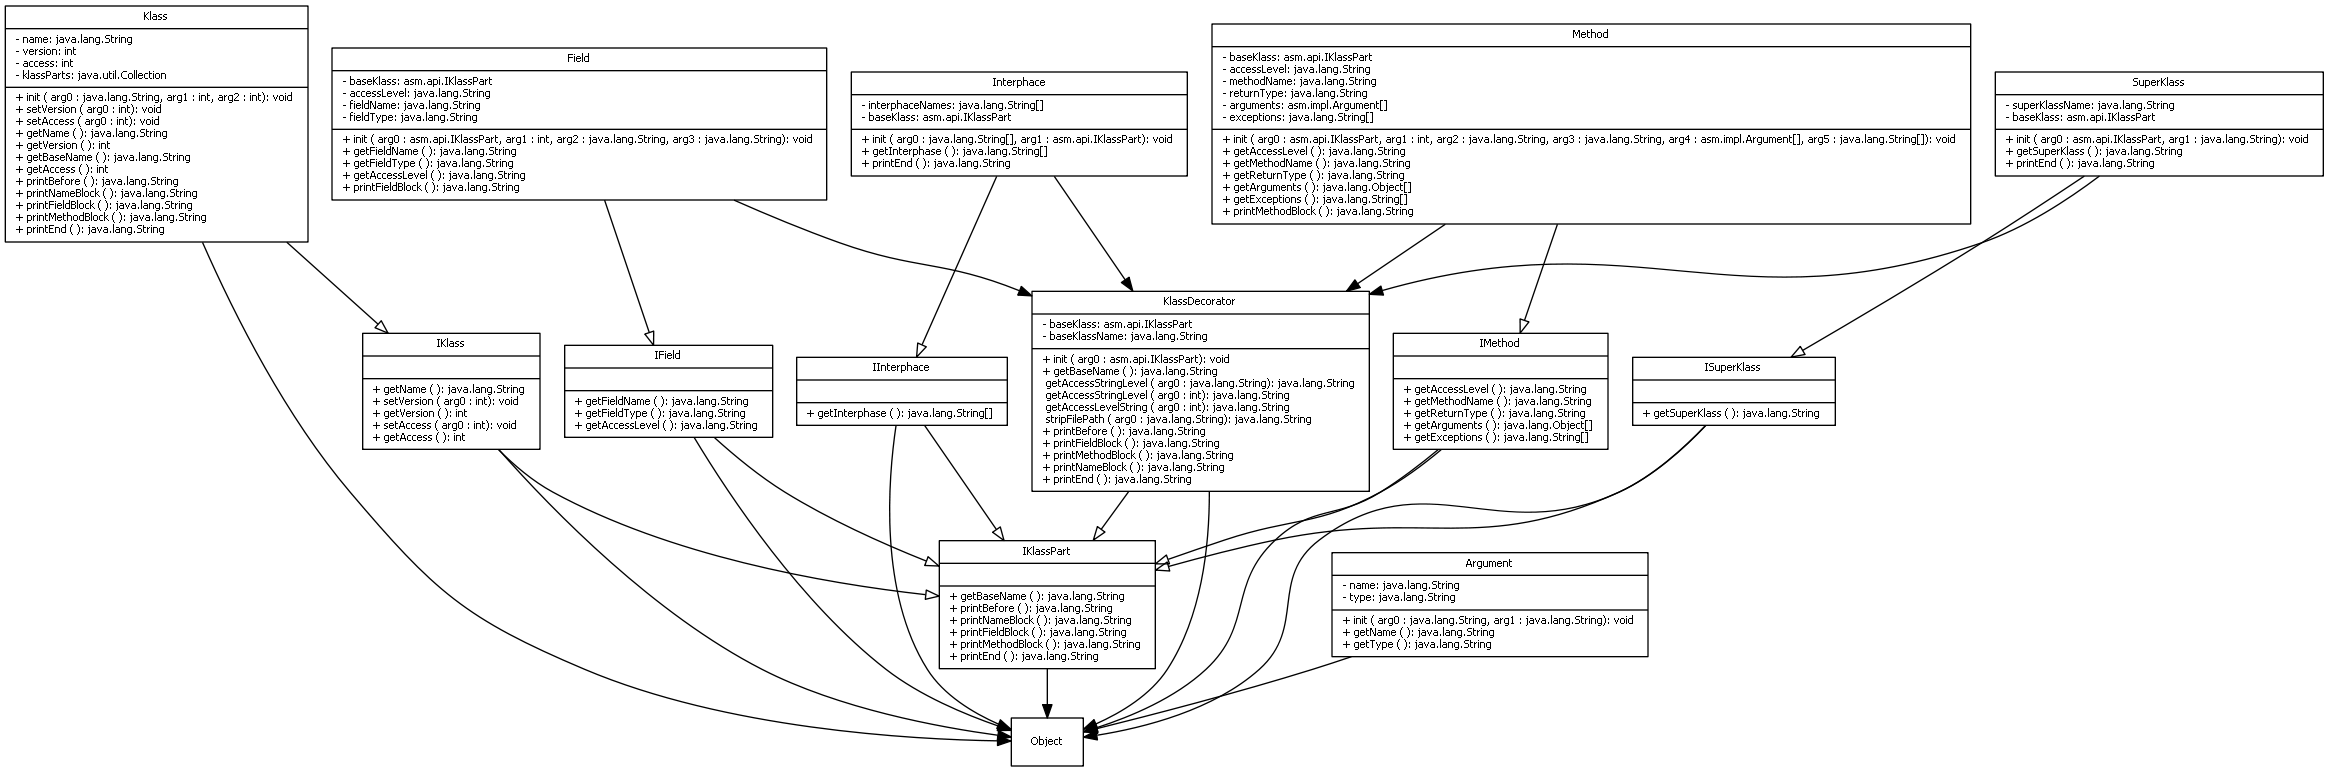 Klass
- name: java.lang.String
- version: int
- access: int
- klassParts: java.util.Collection
+ init ( arg0 : java.lang.String, arg1 : int, arg2 : int): void
+ setVersion ( arg0 : int): void
+ setAccess ( arg0 : int): void
+ getName ( ): java.lang.String
+ getVersion ( ): int
+ getBaseName ( ): java.lang.String
+ getAccess ( ): int
+ printBefore ( ): java.lang.String
+ printNameBlock ( ): java.lang.String
+ printFieldBlock ( ): java.lang.String
+ printMethodBlock ( ): java.lang.String
+ printEnd ( ): java.lang.String
Field
- baseKlass: asm.api.IKlassPart
- accessLevel: java.lang.String
- fieldName: java.lang.String
- fieldType: java.lang.String
+ init ( arg0 : asm.api.IKlassPart, arg1 : int, arg2 : java.lang.String, arg3 : java.lang.String): void
+ getFieldName ( ): java.lang.String
+ getFieldType ( ): java.lang.String
+ getAccessLevel ( ): java.lang.String
+ printFieldBlock ( ): java.lang.String
Interphace
- interphaceNames: java.lang.String[]
- baseKlass: asm.api.IKlassPart
+ init ( arg0 : java.lang.String[], arg1 : asm.api.IKlassPart): void
+ getInterphase ( ): java.lang.String[]
+ printEnd ( ): java.lang.String
Method
- baseKlass: asm.api.IKlassPart
- accessLevel: java.lang.String
- methodName: java.lang.String
- returnType: java.lang.String
- arguments: asm.impl.Argument[]
- exceptions: java.lang.String[]
+ init ( arg0 : asm.api.IKlassPart, arg1 : int, arg2 : java.lang.String, arg3 : java.lang.String, arg4 : asm.impl.Argument[], arg5 : java.lang.String[]): void
+ getAccessLevel ( ): java.lang.String
+ getMethodName ( ): java.lang.String
+ getReturnType ( ): java.lang.String
+ getArguments ( ): java.lang.Object[]
+ getExceptions ( ): java.lang.String[]
+ printMethodBlock ( ): java.lang.String
SuperKlass
- superKlassName: java.lang.String
- baseKlass: asm.api.IKlassPart
+ init ( arg0 : asm.api.IKlassPart, arg1 : java.lang.String): void
+ getSuperKlass ( ): java.lang.String
+ printEnd ( ): java.lang.String
IKlass
+ getName ( ): java.lang.String
+ setVersion ( arg0 : int): void
+ getVersion ( ): int
+ setAccess ( arg0 : int): void
+ getAccess ( ): int
IField
+ getFieldName ( ): java.lang.String
+ getFieldType ( ): java.lang.String
+ getAccessLevel ( ): java.lang.String
IInterphace
+ getInterphase ( ): java.lang.String[]
KlassDecorator
- baseKlass: asm.api.IKlassPart
- baseKlassName: java.lang.String
+ init ( arg0 : asm.api.IKlassPart): void
+ getBaseName ( ): java.lang.String
getAccessStringLevel ( arg0 : java.lang.String): java.lang.String
getAccessStringLevel ( arg0 : int): java.lang.String
getAccessLevelString ( arg0 : int): java.lang.String
stripFilePath ( arg0 : java.lang.String): java.lang.String
+ printBefore ( ): java.lang.String
+ printFieldBlock ( ): java.lang.String
+ printMethodBlock ( ): java.lang.String
+ printNameBlock ( ): java.lang.String
+ printEnd ( ): java.lang.String
IMethod
+ getAccessLevel ( ): java.lang.String
+ getMethodName ( ): java.lang.String
+ getReturnType ( ): java.lang.String
+ getArguments ( ): java.lang.Object[]
+ getExceptions ( ): java.lang.String[]
ISuperKlass
+ getSuperKlass ( ): java.lang.String
IKlassPart
+ getBaseName ( ): java.lang.String
+ printBefore ( ): java.lang.String
+ printNameBlock ( ): java.lang.String
+ printFieldBlock ( ): java.lang.String
+ printMethodBlock ( ): java.lang.String
+ printEnd ( ): java.lang.String
Argument
- name: java.lang.String
- type: java.lang.String
+ init ( arg0 : java.lang.String, arg1 : java.lang.String): void
+ getName ( ): java.lang.String
+ getType ( ): java.lang.String
Object